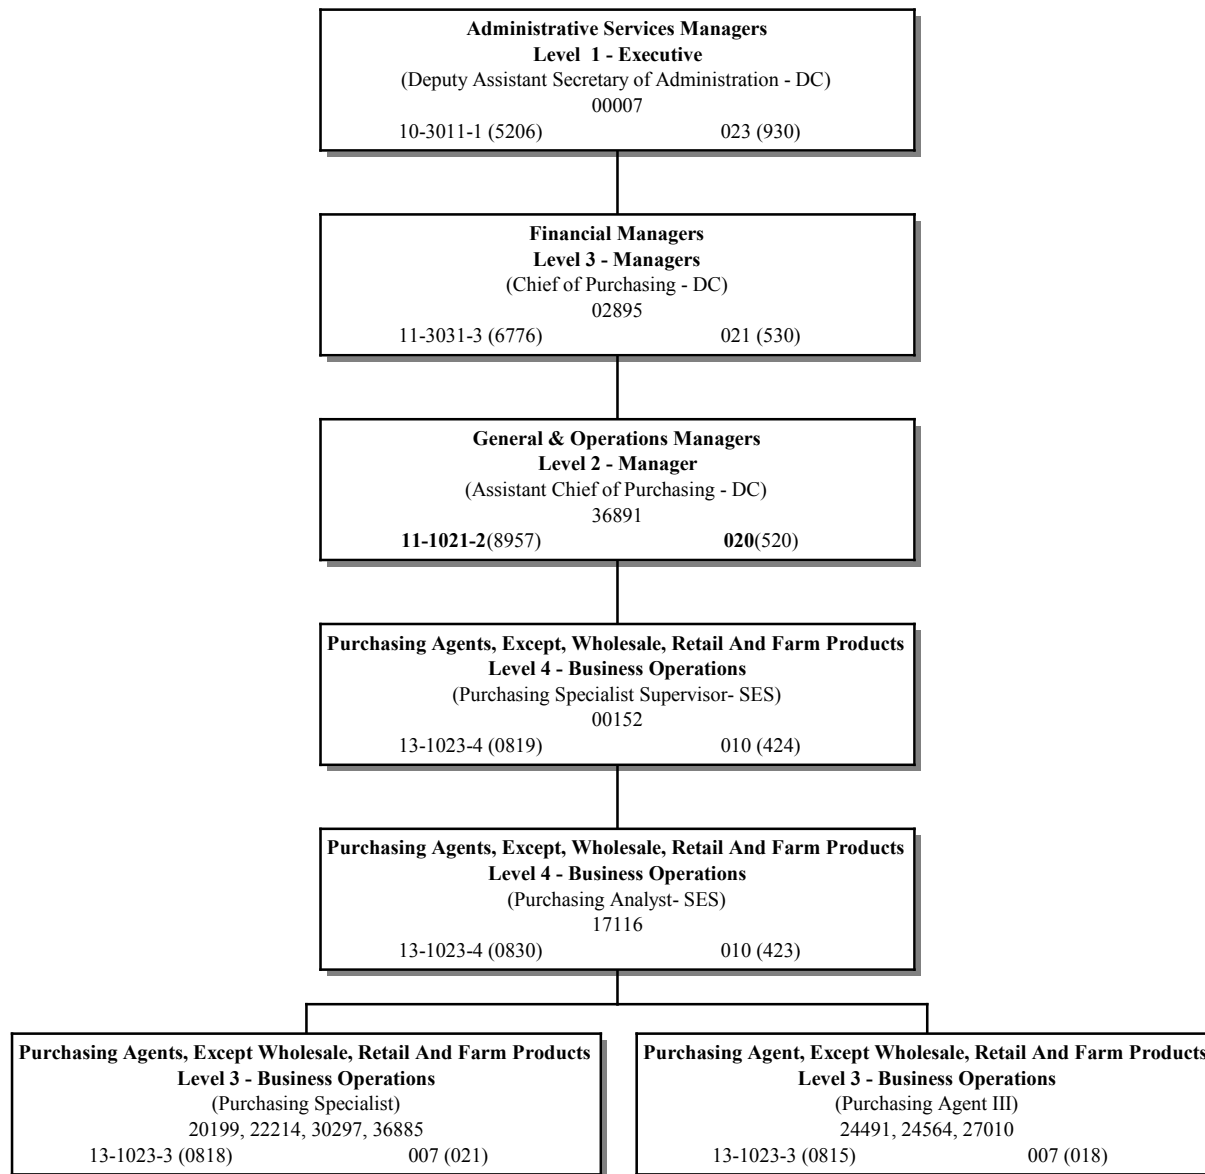 Administrative Services Managers
Level 1 - Executive
(Deputy Assistant Secretary of Administration - DC)
00007
10-3011-1 (5206) 023 (930)
Financial Managers
Level 3 - Managers
(Chief of Purchasing - DC)
02895
11-3031-3 (6776) 021 (530)
General & Operations Managers
Level 2 - Manager
(Assistant Chief of Purchasing - DC)
36891
11-1021-2(8957) 020(520)
Purchasing Agents, Except, Wholesale, Retail And Farm Products
Level 4 - Business Operations
(Purchasing Specialist Supervisor- SES)
00152
13-1023-4 (0819) 010 (424)
Purchasing Agents, Except, Wholesale, Retail And Farm Products
Level 4 - Business Operations
(Purchasing Analyst- SES)
17116
13-1023-4 (0830) 010 (423)
Purchasing Agents, Except Wholesale, Retail And Farm Products
Level 3 - Business Operations
(Purchasing Specialist)
20199, 22214, 30297, 36885
13-1023-3 (0818) 007 (021)
Purchasing Agent, Except Wholesale, Retail And Farm Products
Level 3 - Business Operations
(Purchasing Agent III)
24491, 24564, 27010
13-1023-3 (0815) 007 (018)